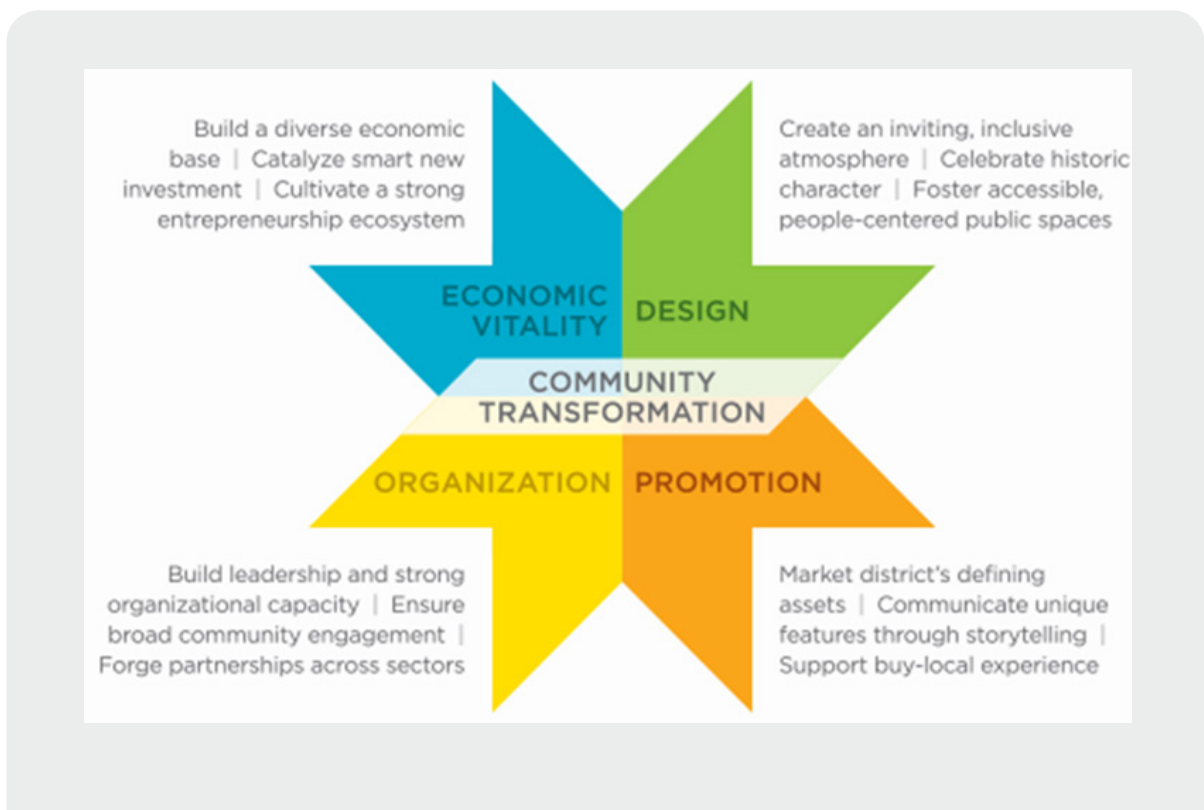 Build a diverse economic
base | Catalyze smart new
investment | Cultivate a strong
entrepreneurship ecosystem
Create an inviting, inclusive
atmosphere | Celebrate historic
character | Foster accessible,
people-centered public spaces
ECONOMIC
VITALITY
DESIGN
COMMUNITY
TRANSFORMATION
ORGANIZATION
PROMOTION
Build leadership and strong
organizational capacity | Ensure
broad community engagement |
Forge partnerships across sectors
Market district's defining
assets | Communicate unique
features through storytelling |
Support buy-local experience